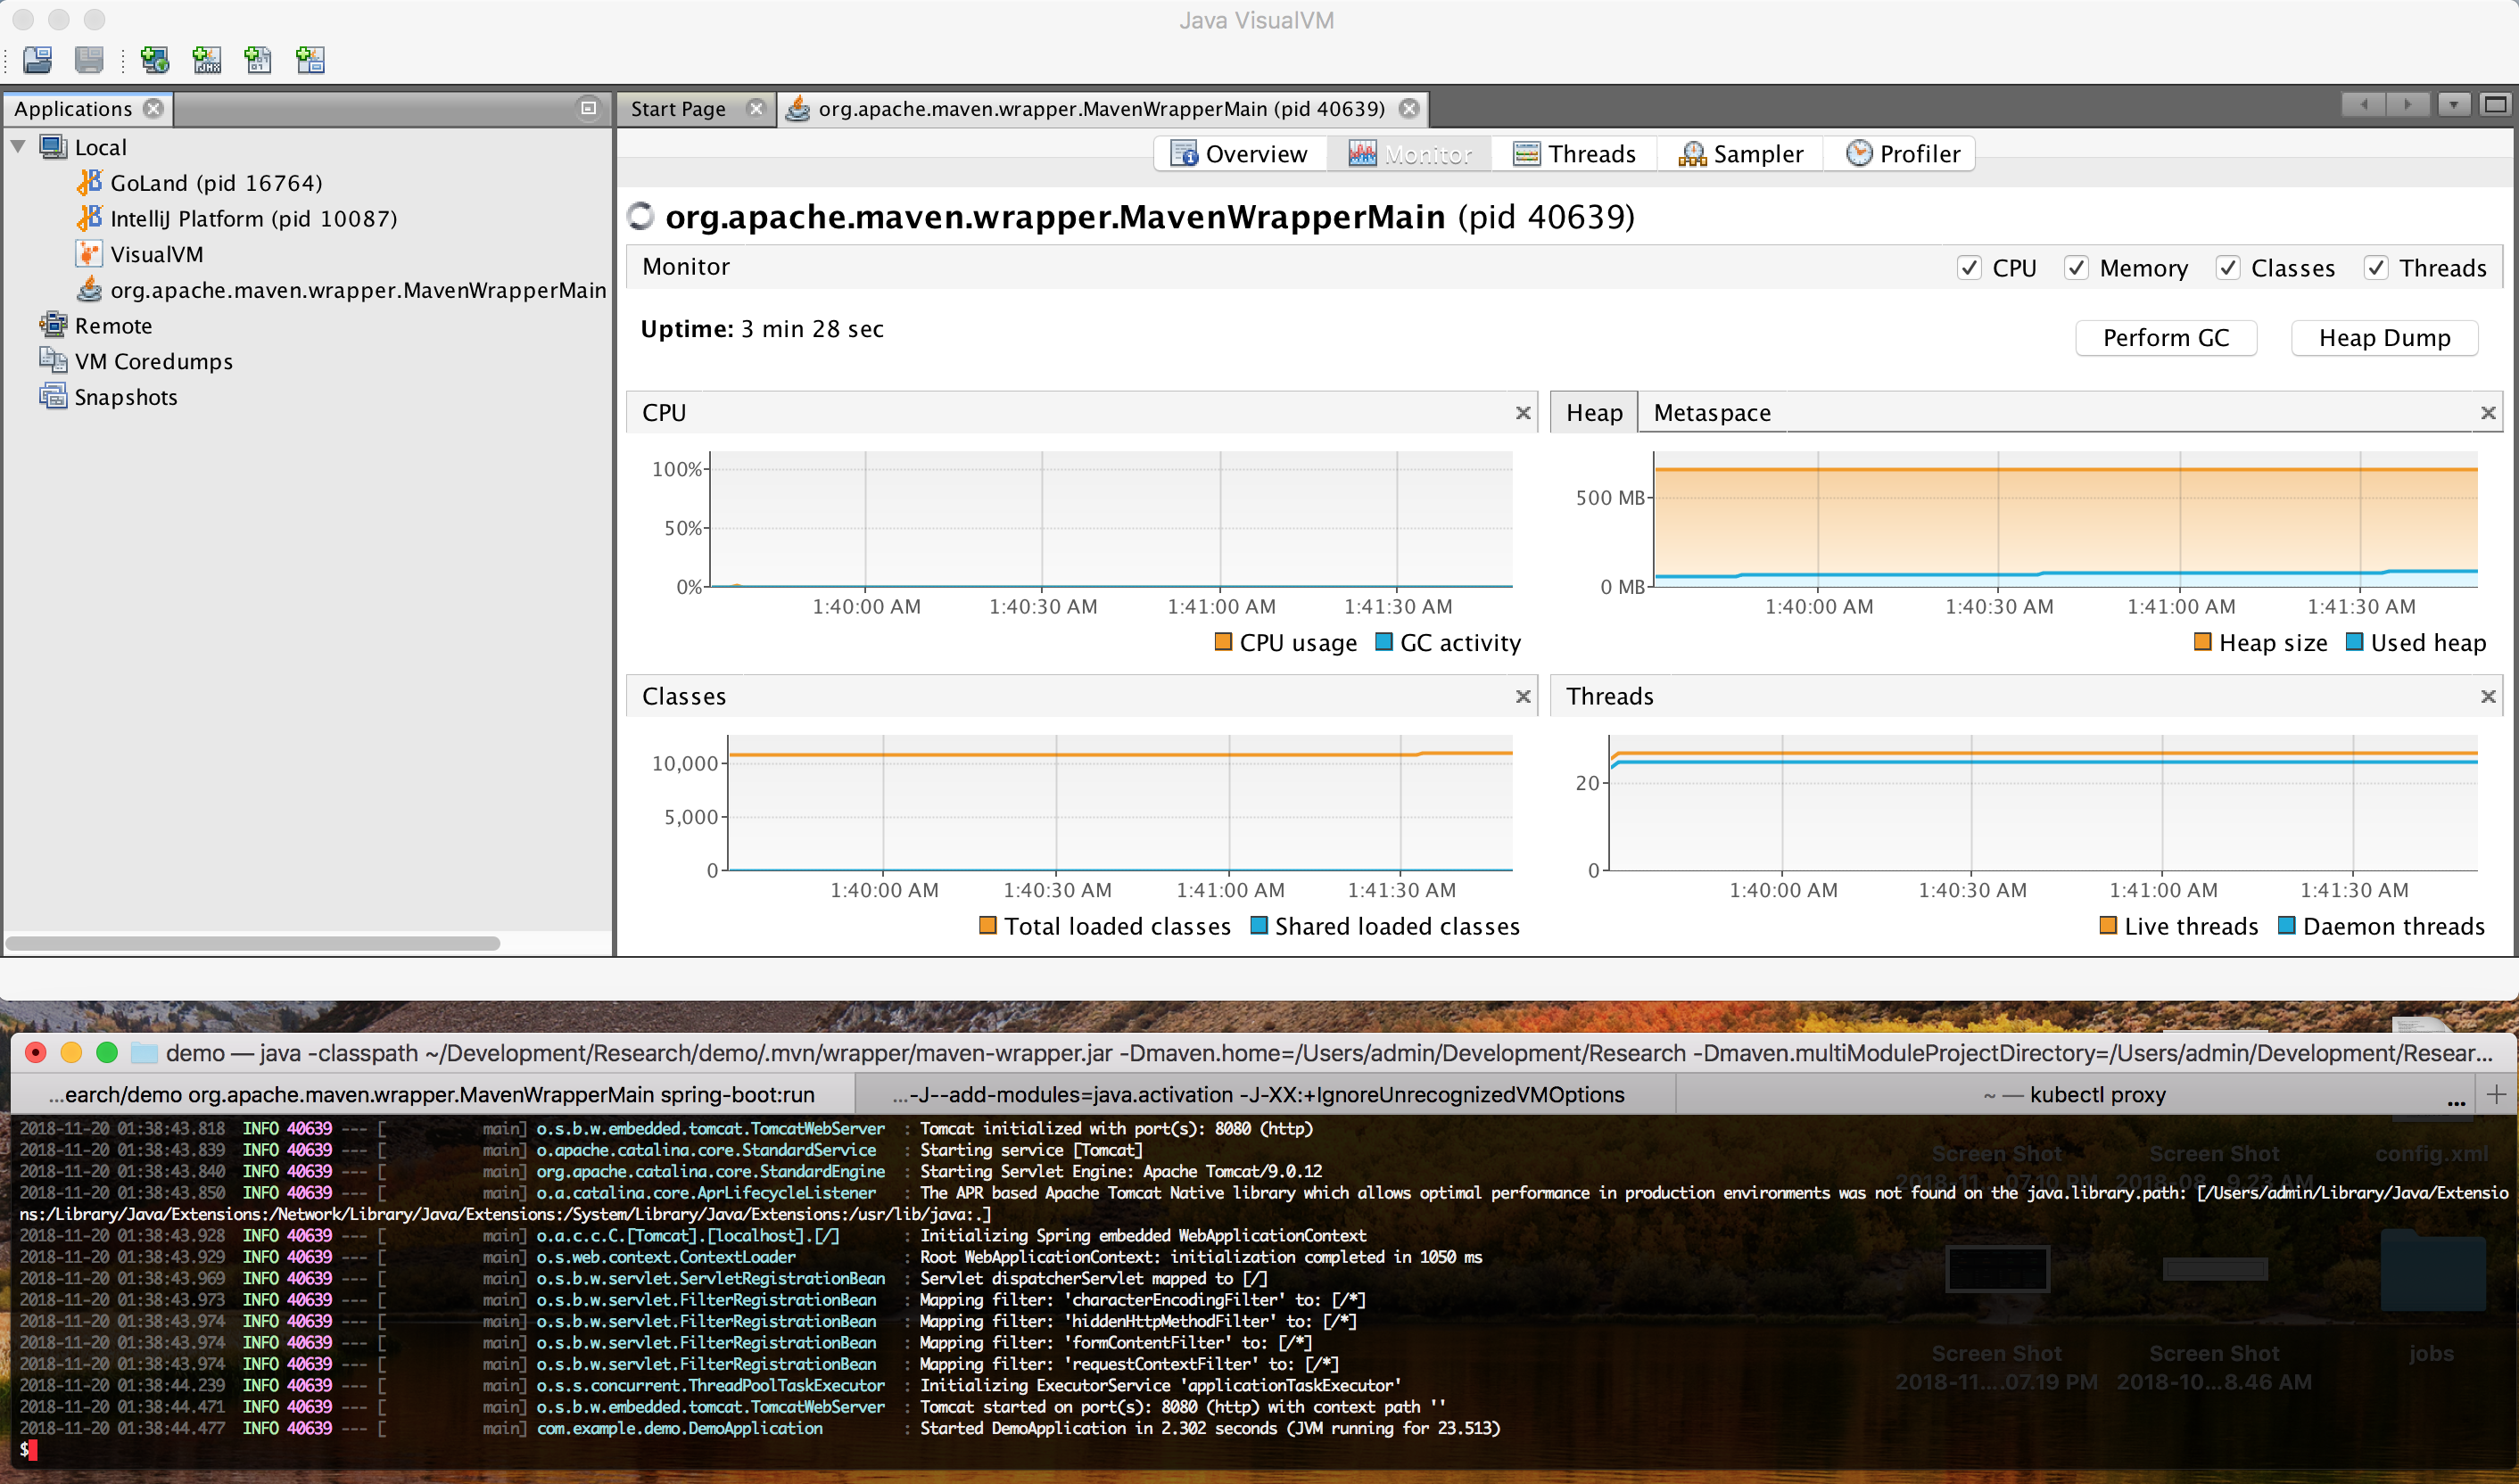 Java VisualVM
Applications
Start Page
org.apache.maven.wrapper.MavenWrapperMain (pid 40639)
Local
GoLand (pid 16764)
IntelliJ Platform (pid 10087)
VisualVM
org.apache.maven.wrapper.MavenWrapperMain
Remote
VM Coredumps
Snapshots
Overview Monitor Threads Sampler Profiler
org.apache.maven.wrapper.MavenWrapperMain (pid 40639)
Monitor
CPU Memory Classes Threads
Uptime: 3 min 28 sec
Perform GC Heap Dump
CPU
100%
50%
0%
1:40:00 AM 1:40:30 AM 1:41:00 AM 1:41:30 AM
CPU usage GC activity
Heap Metaspace
500 MB
0 MB
1:40:00 AM 1:40:30 AM 1:41:00 AM 1:41:30 AM
Heap size Used heap
Classes
10,000
5,000
0
1:40:00 AM 1:40:30 AM 1:41:00 AM 1:41:30 AM
Total loaded classes Shared loaded classes
Threads
20
0
1:40:00 AM 1:40:30 AM 1:41:00 AM 1:41:30 AM
Live threads Daemon threads
demo — java -classpath ~/Development/Research/demo/.mvn/wrapper/maven-wrapper.jar -Dmaven.home=/Users/admin/Development/Research -Dmaven.multiModuleProjectDirectory=/Users/admin/Development/Resear...
...earch/demo org.apache.maven.wrapper.MavenWrapperMain spring-boot:run
...-J--add-modules=java.activation -J-XX:+IgnoreUnrecognizedVMOptions
~ — kubectl proxy
...
2018-11-20 01:38:43.818 INFO 40639 --- [ main] o.s.b.w.embedded.tomcat.TomcatWebServer : Tomcat initialized with port(s): 8080 (http)
2018-11-20 01:38:43.839 INFO 40639 --- [ main] o.apache.catalina.core.StandardService : Starting service [Tomcat]
2018-11-20 01:38:43.840 INFO 40639 --- [ main] org.apache.catalina.core.StandardEngine : Starting Servlet Engine: Apache Tomcat/9.0.12
2018-11-20 01:38:43.850 INFO 40639 --- [ main] o.a.catalina.core.AprLifecycleListener : The APR based Apache Tomcat Native library which allows optimal performance in production environments was not found on the java.library.path: [/Users/admin/Library/Java/Extensio
ns:/Library/Java/Extensions:/Network/Library/Java/Extensions:/System/Library/Java/Extensions:/usr/lib/java:.]
2018-11-20 01:38:43.928 INFO 40639 --- [ main] o.a.c.c.C.[Tomcat].[localhost].[/] : Initializing Spring embedded WebApplicationContext
2018-11-20 01:38:43.929 INFO 40639 --- [ main] o.s.web.context.ContextLoader : Root WebApplicationContext: initialization completed in 1050 ms
2018-11-20 01:38:43.969 INFO 40639 --- [ main] o.s.b.w.servlet.ServletRegistrationBean : Servlet dispatcherServlet mapped to [/]
2018-11-20 01:38:43.973 INFO 40639 --- [ main] o.s.b.w.servlet.FilterRegistrationBean : Mapping filter: 'characterEncodingFilter' to: [/*]
2018-11-20 01:38:43.974 INFO 40639 --- [ main] o.s.b.w.servlet.FilterRegistrationBean : Mapping filter: 'hiddenHttpMethodFilter' to: [/*]
2018-11-20 01:38:43.974 INFO 40639 --- [ main] o.s.b.w.servlet.FilterRegistrationBean : Mapping filter: 'formContentFilter' to: [/*]
2018-11-20 01:38:43.974 INFO 40639 --- [ main] o.s.b.w.servlet.FilterRegistrationBean : Mapping filter: 'requestContextFilter' to: [/*]
2018-11-20 01:38:44.239 INFO 40639 --- [ main] o.s.s.concurrent.ThreadPoolTaskExecutor : Initializing ExecutorService 'applicationTaskExecutor'
2018-11-20 01:38:44.471 INFO 40639 --- [ main] o.s.b.w.embedded.tomcat.TomcatWebServer : Tomcat started on port(s): 8080 (http) with context path ''
2018-11-20 01:38:44.477 INFO 40639 --- [ main] com.example.demo.DemoApplication : Started DemoApplication in 2.302 seconds (JVM running for 23.513)
$
Screen Shot
Screen Shot
config.xml
Screen Shot
2018-11....07.19 PM
Screen Shot
2018-10...8.46 AM
jobs